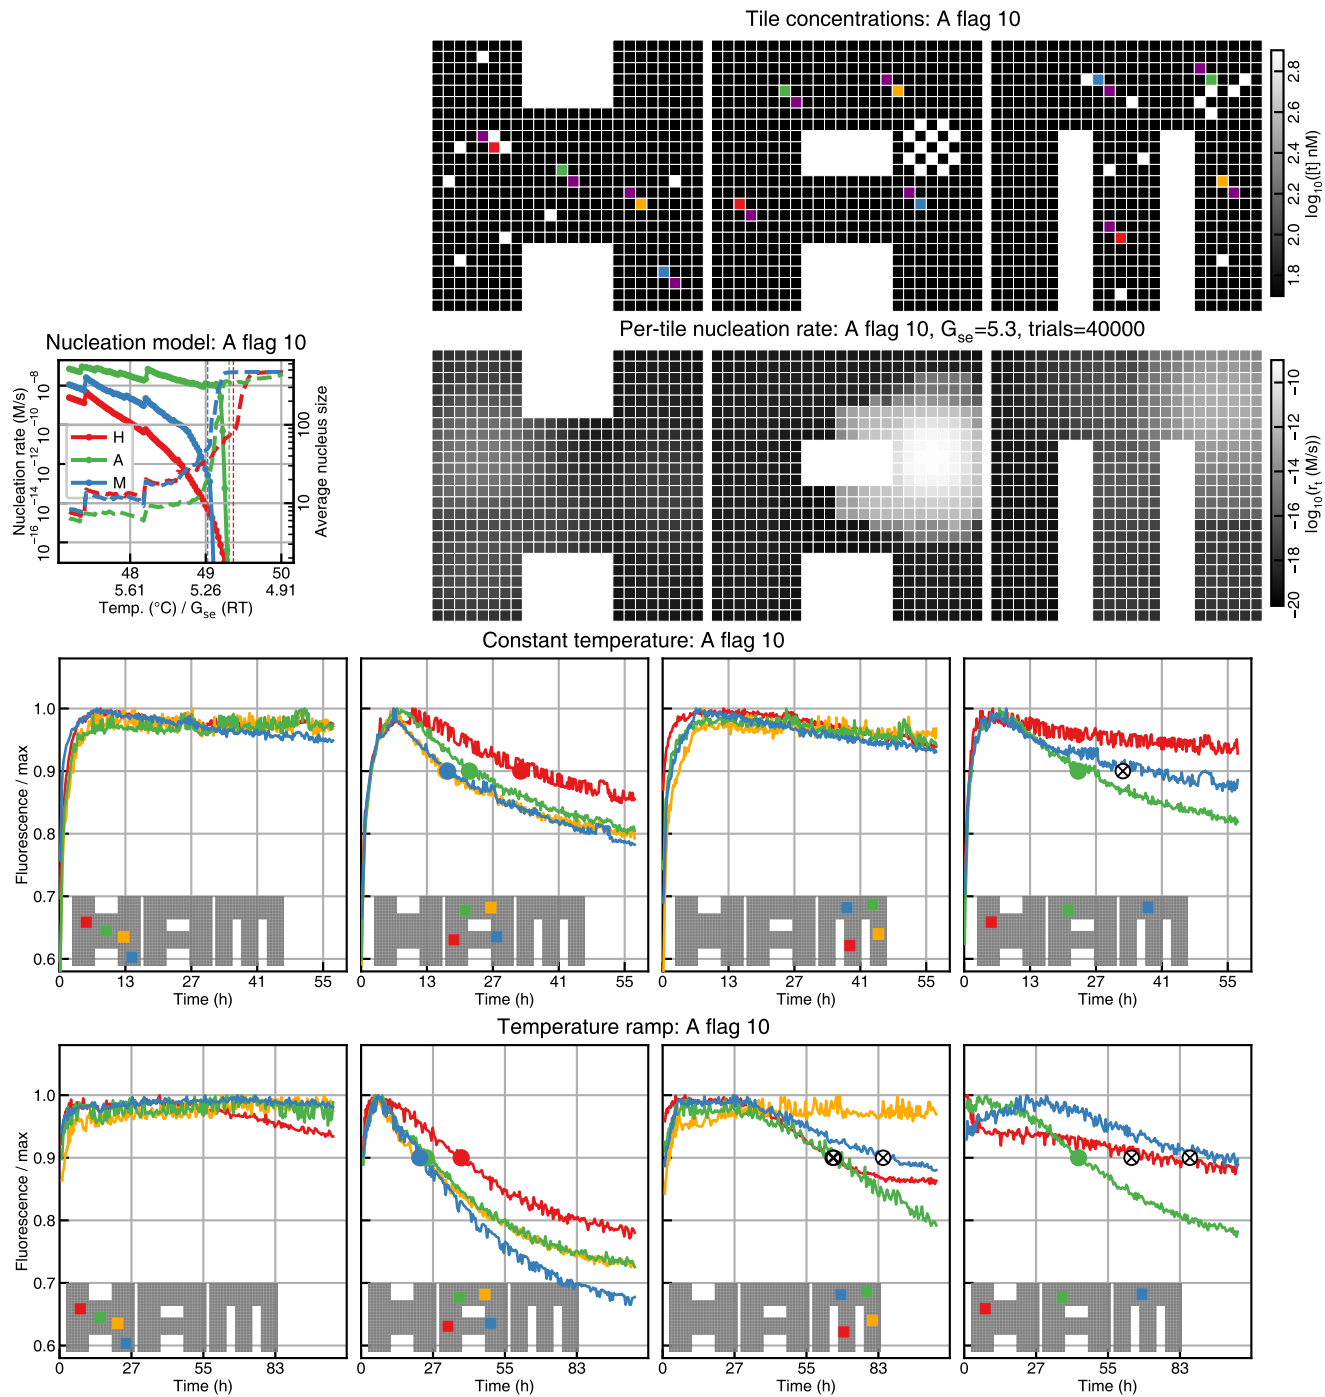 Tile concentrations: A flag 10
2.8
2.6
2.4
2.2
2.0
1.8
log10([t] nM)
Per-tile nucleation rate: A flag 10, Gse=5.3, trials=40000
−10
−12
−14
−16
−18
−20
log10(rt (M/s))
Nucleation model: A flag 10
Nucleation rate (M/s)
10−8
10−10
10−12
10−14
10−16
H
A
M
100
10
Average nucleus size
48 49 50
5.61 5.26 4.91
Temp. (°C) / Gse (RT)
Constant temperature: A flag 10
Fluorescence / max
1.0
0.9
0.8
0.7
0.6
0 13 27 41 55
Time (h)
0 13 27 41 55
Time (h)
0 13 27 41 55
Time (h)
0 13 27 41 55
Time (h)
Temperature ramp: A flag 10
Fluorescence / max
1.0
0.9
0.8
0.7
0.6
0 27 55 83
Time (h)
0 27 55 83
Time (h)
0 27 55 83
Time (h)
0 27 55 83
Time (h)